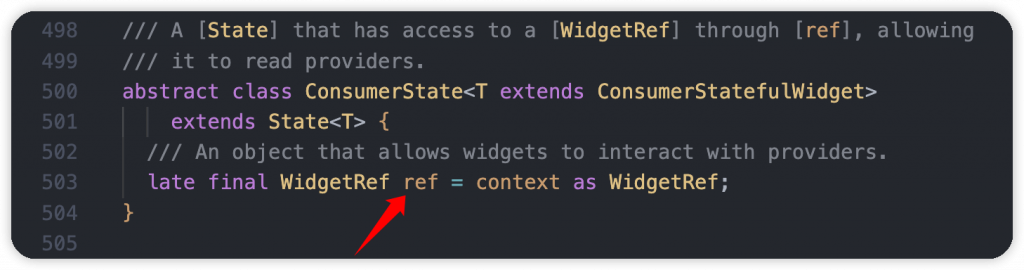 498 /// A [State] that has access to a [WidgetRef] through [ref], allowing
499 /// it to read providers.
500 abstract class ConsumerState<T extends ConsumerStatefulWidget>
501 extends State<T> {
502 /// An object that allows widgets to interact with providers.
503 late final WidgetRef ref = context as WidgetRef;
504 }
505